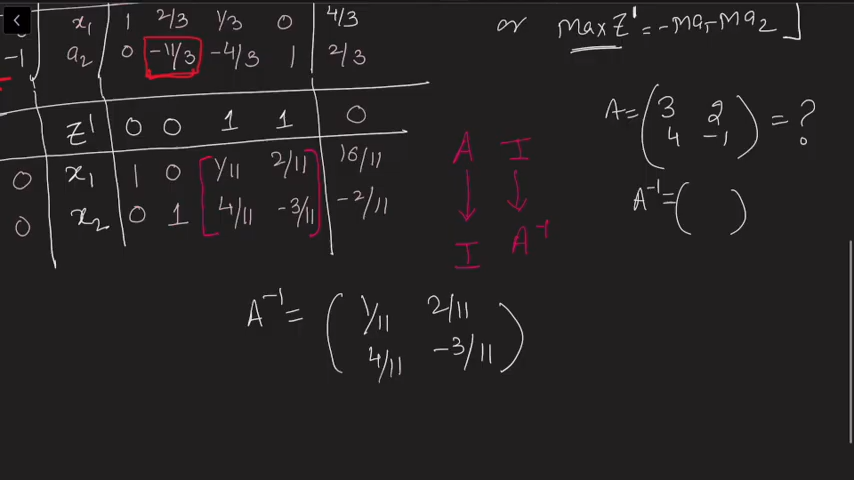 x₁ 1 2/3 1/3 0 4/3
-1 a₂ 0 -11/3 -4/3 1 2/3
or max Z' = -Ma₁-Ma₂ ]
Z' 0 0 1 1 0
0 x₁ 1 0 1/11 2/11 16/11
0 x₂ 0 1 4/11 -3/11 -2/11
A I
I A⁻¹
A = ( 3 2
4 -1 ) = ?
A⁻¹ = ( )
A⁻¹ = ( 1/11 2/11
4/11 -3/11 )